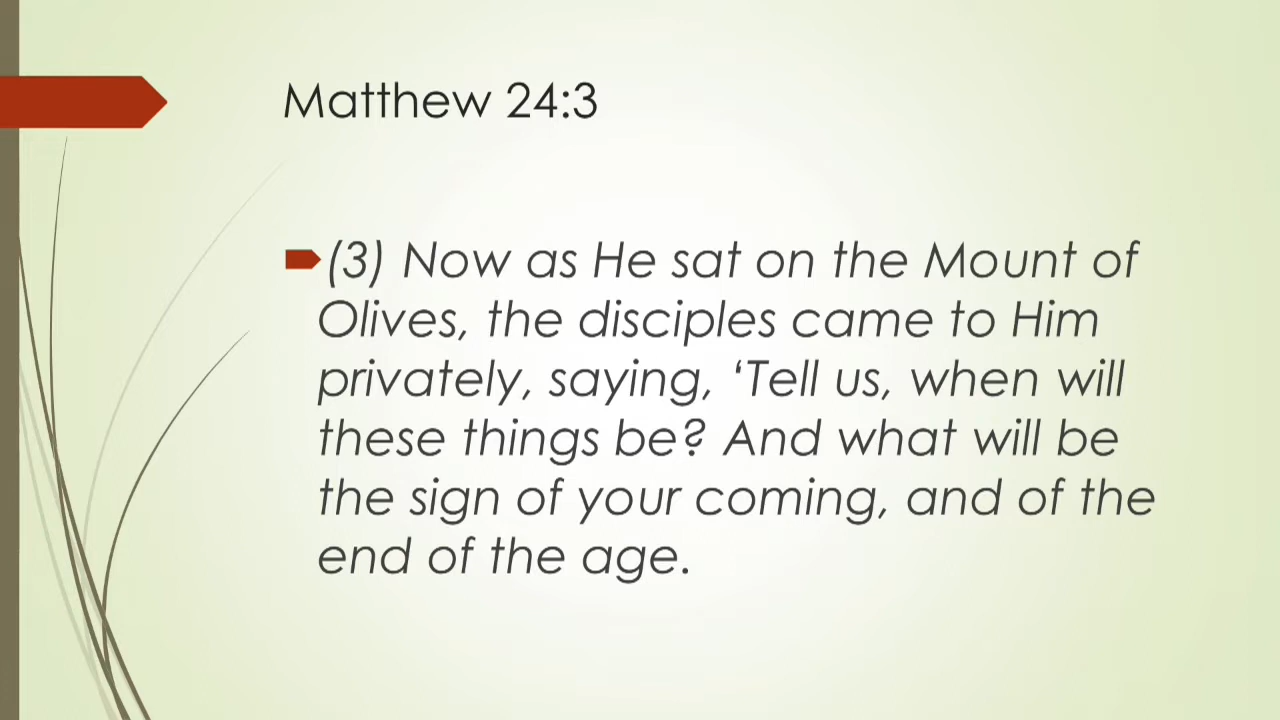 Matthew 24:3
(3) Now as He sat on the Mount of
Olives, the disciples came to Him
privately, saying, ‘Tell us, when will
these things be? And what will be
the sign of your coming, and of the
end of the age.